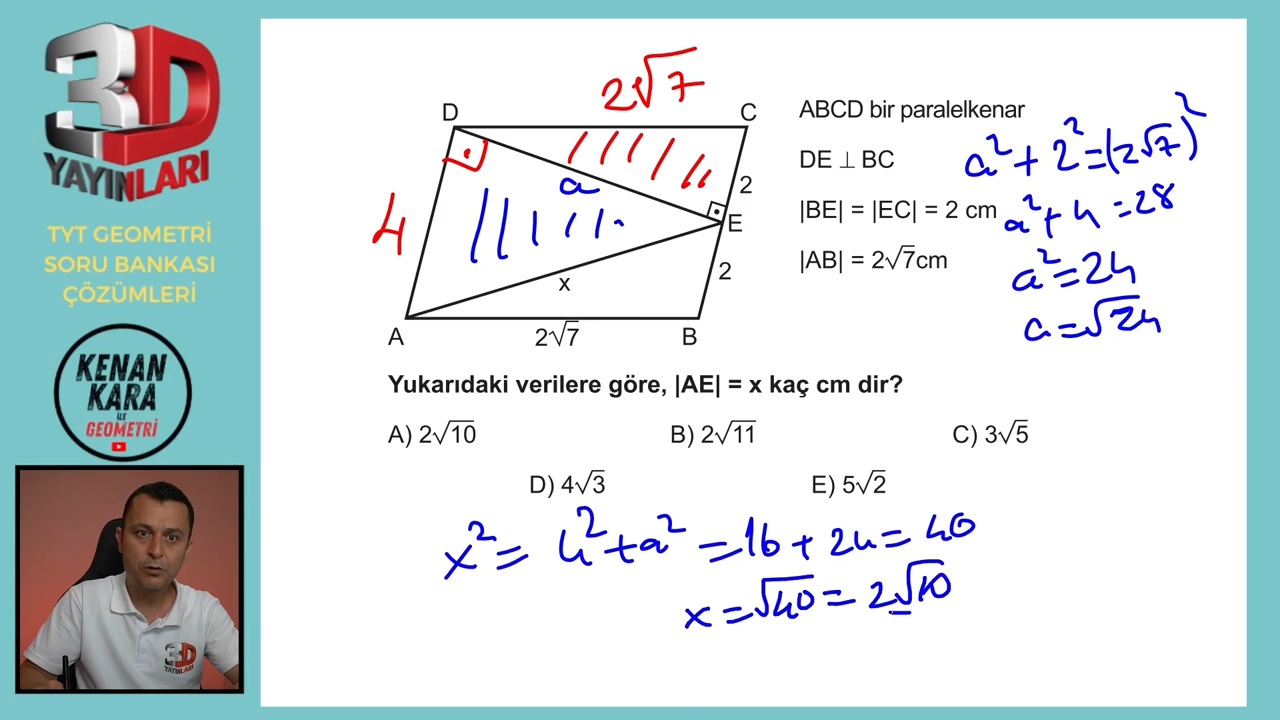 3D
YAYINLARI
TYT GEOMETRİ
SORU BANKASI
ÇÖZÜMLERİ
KENAN
KARA
İLE
GEOMETRİ
3D
YAYINLARI
2√7
D
C
4
a
2
E
x
2
A
2√7
B
ABCD bir paralelkenar
DE ⊥ BC
|BE| = |EC| = 2 cm
|AB| = 2√7cm
a² + 2² = (2√7)²
a² + 4 = 28
a² = 24
a = √24
Yukarıdaki verilere göre, |AE| = x kaç cm dir?
A) 2√10 B) 2√11 C) 3√5
D) 4√3 E) 5√2
x² = 4² + a² = 16 + 24 = 40
x = √40 = 2√10